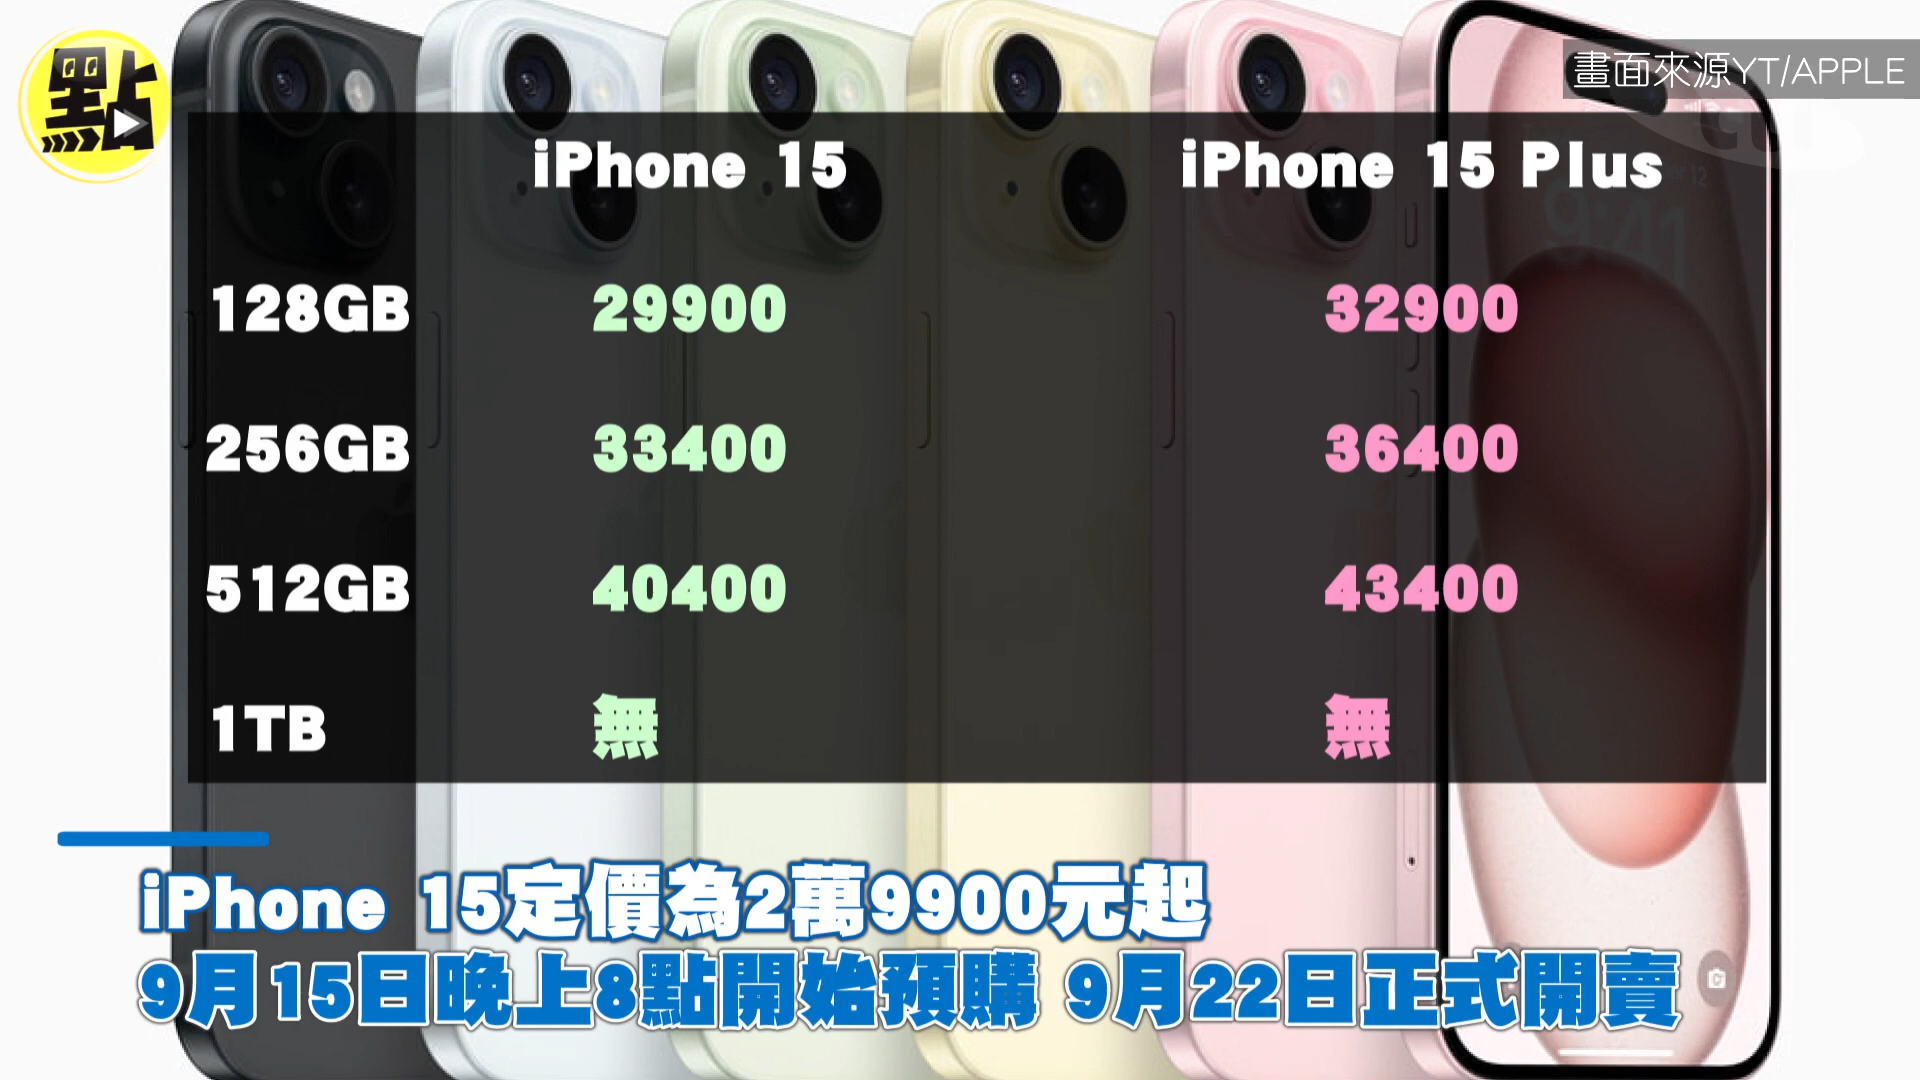 點
畫面來源YT/APPLE
iPhone 15 iPhone 15 Plus
128GB 29900 32900
256GB 33400 36400
512GB 40400 43400
1TB 無 無
9:41
iPhone 15定價為2萬9900元起
9月15日晚上8點開始預購 9月22日正式開賣